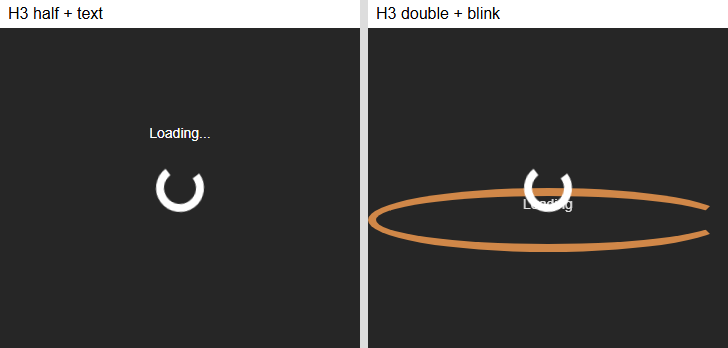 H3 half + text
H3 double + blink
Loading...
Loading